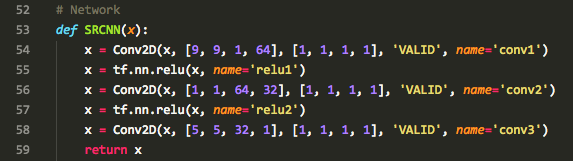 52 # Network
53 def SRCNN(x):
54 x = Conv2D(x, [9, 9, 1, 64], [1, 1, 1, 1], 'VALID', name='conv1')
55 x = tf.nn.relu(x, name='relu1')
56 x = Conv2D(x, [1, 1, 64, 32], [1, 1, 1, 1], 'VALID', name='conv2')
57 x = tf.nn.relu(x, name='relu2')
58 x = Conv2D(x, [5, 5, 32, 1], [1, 1, 1, 1], 'VALID', name='conv3')
59 return x